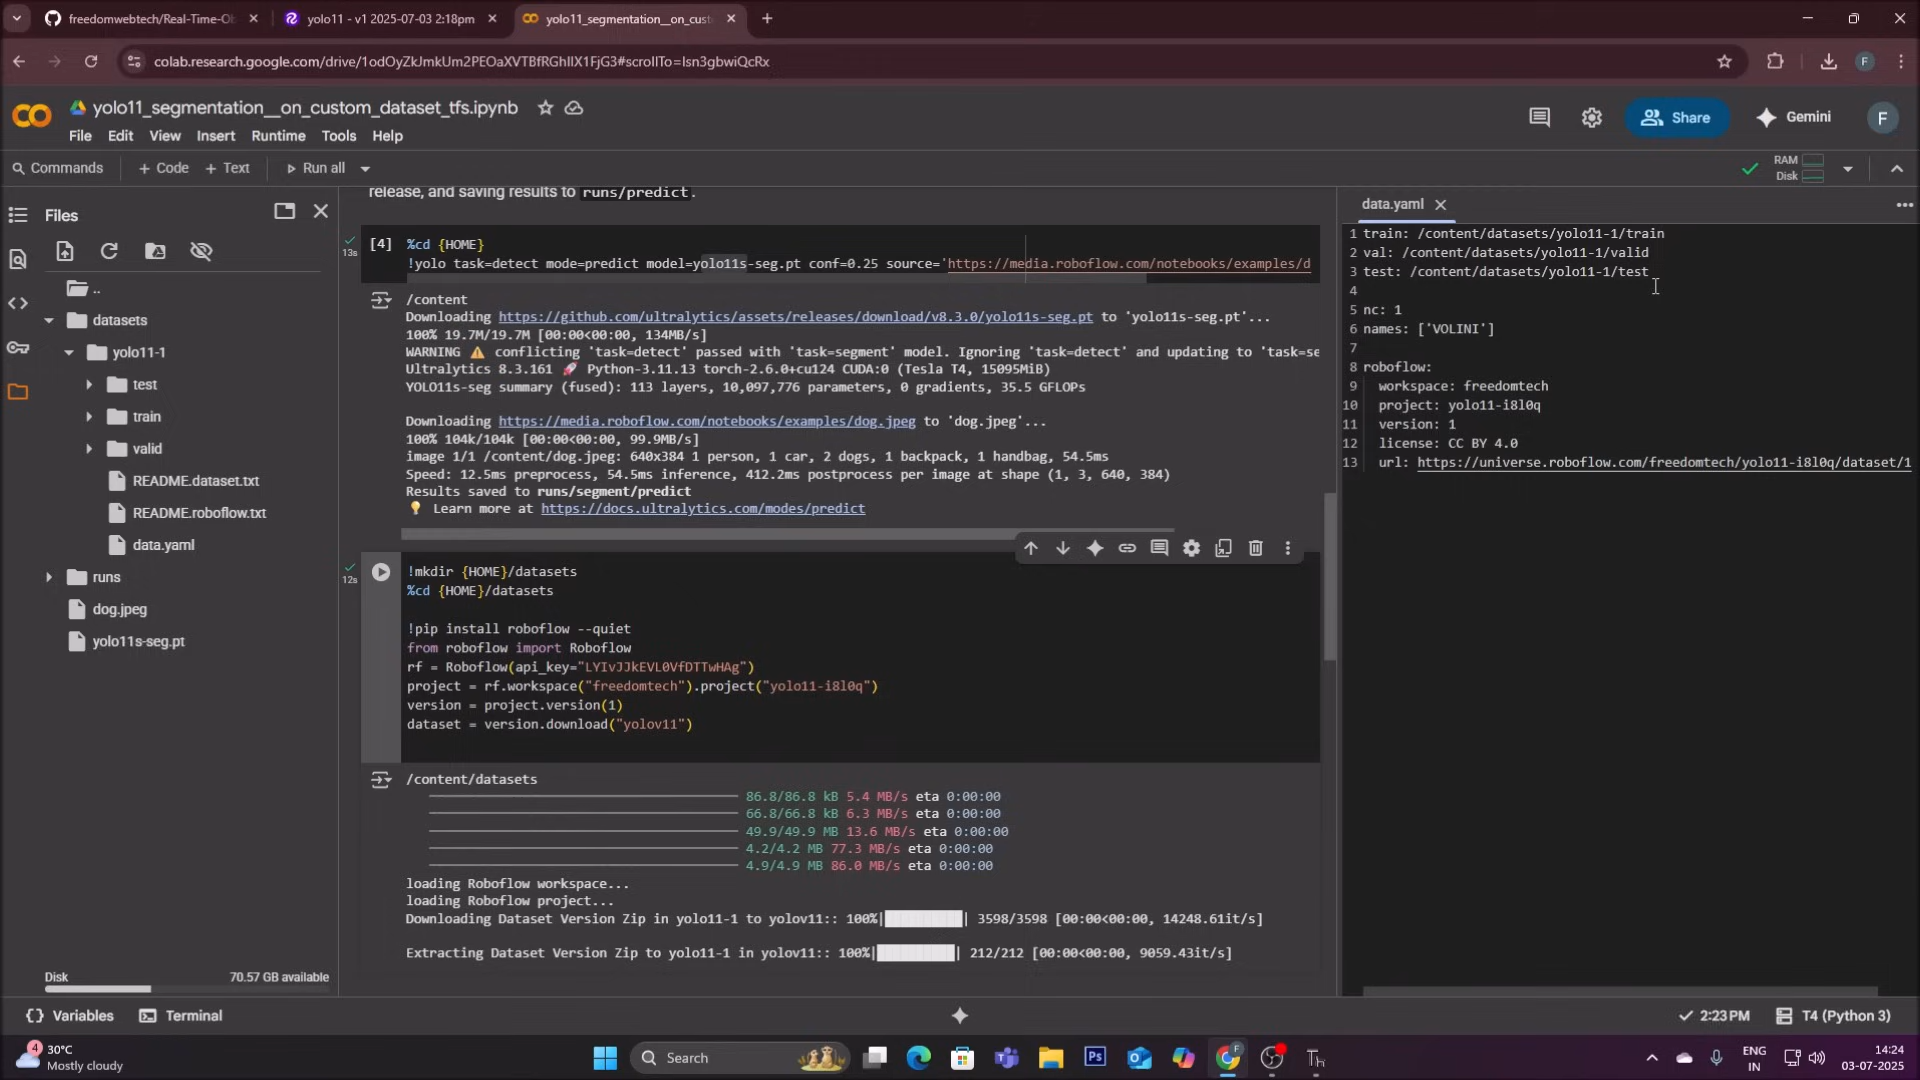 freedomwebtech/Real-Time-Ob
yolo11 - v1 2025-07-03 2:18pm
yolo11_segmentation__on_cust
colab.research.google.com/drive/1odOyZkJmkUm2PEOaXVTBfRGhIlX1FjG3#scrollTo=lsn3gbwiQcRx
yolo11_segmentation__on_custom_dataset_tfs.ipynb
File Edit View Insert Runtime Tools Help
Share
Gemini
F
Commands + Code + Text Run all
RAM
Disk
Files
..
datasets
yolo11-1
test
train
valid
README.dataset.txt
README.roboflow.txt
data.yaml
runs
dog.jpeg
yolo11s-seg.pt
Disk 70.57 GB available
release, and saving results to runs/predict.
[4] %cd {HOME}
13s
!yolo task=detect mode=predict model=yolo11s-seg.pt conf=0.25 source='https://media.roboflow.com/notebooks/examples/d
/content
Downloading https://github.com/ultralytics/assets/releases/download/v8.3.0/yolo11s-seg.pt to 'yolo11s-seg.pt'...
100% 19.7M/19.7M [00:00<00:00, 134MB/s]
WARNING ⚠️ conflicting 'task=detect' passed with 'task=segment' model. Ignoring 'task=detect' and updating to 'task=se
Ultralytics 8.3.161 🚀 Python-3.11.13 torch-2.6.0+cu124 CUDA:0 (Tesla T4, 15095MiB)
YOLO11s-seg summary (fused): 113 layers, 10,097,776 parameters, 0 gradients, 35.5 GFLOPs
Downloading https://media.roboflow.com/notebooks/examples/dog.jpeg to 'dog.jpeg'...
100% 104k/104k [00:00<00:00, 99.9MB/s]
image 1/1 /content/dog.jpeg: 640x384 1 person, 1 car, 2 dogs, 1 backpack, 1 handbag, 54.5ms
Speed: 12.5ms preprocess, 54.5ms inference, 412.2ms postprocess per image at shape (1, 3, 640, 384)
Results saved to runs/segment/predict
💡 Learn more at https://docs.ultralytics.com/modes/predict
12s
!mkdir {HOME}/datasets
%cd {HOME}/datasets
!pip install roboflow --quiet
from roboflow import Roboflow
rf = Roboflow(api_key="LYIvJJkEVL0VfDTTwHAg")
project = rf.workspace("freedomtech").project("yolo11-i8l0q")
version = project.version(1)
dataset = version.download("yolov11")
/content/datasets
86.8/86.8 kB 5.4 MB/s eta 0:00:00
66.8/66.8 kB 6.3 MB/s eta 0:00:00
49.9/49.9 MB 13.6 MB/s eta 0:00:00
4.2/4.2 MB 77.3 MB/s eta 0:00:00
4.9/4.9 MB 86.0 MB/s eta 0:00:00
loading Roboflow workspace...
loading Roboflow project...
Downloading Dataset Version Zip in yolo11-1 to yolov11:: 100%|██████████| 3598/3598 [00:00<00:00, 14248.61it/s]
Extracting Dataset Version Zip to yolo11-1 in yolov11:: 100%|██████████| 212/212 [00:00<00:00, 9059.43it/s]
data.yaml
1 train: /content/datasets/yolo11-1/train
2 val: /content/datasets/yolo11-1/valid
3 test: /content/datasets/yolo11-1/test
4
5 nc: 1
6 names: ['VOLINI']
7
8 roboflow:
9 workspace: freedomtech
10 project: yolo11-i8l0q
11 version: 1
12 license: CC BY 4.0
13 url: https://universe.roboflow.com/freedomtech/yolo11-i8l0q/dataset/1
Variables Terminal
2:23 PM T4 (Python 3)
4
30°C
Mostly cloudy
Search
Ps
ENG
IN
14:24
03-07-2025